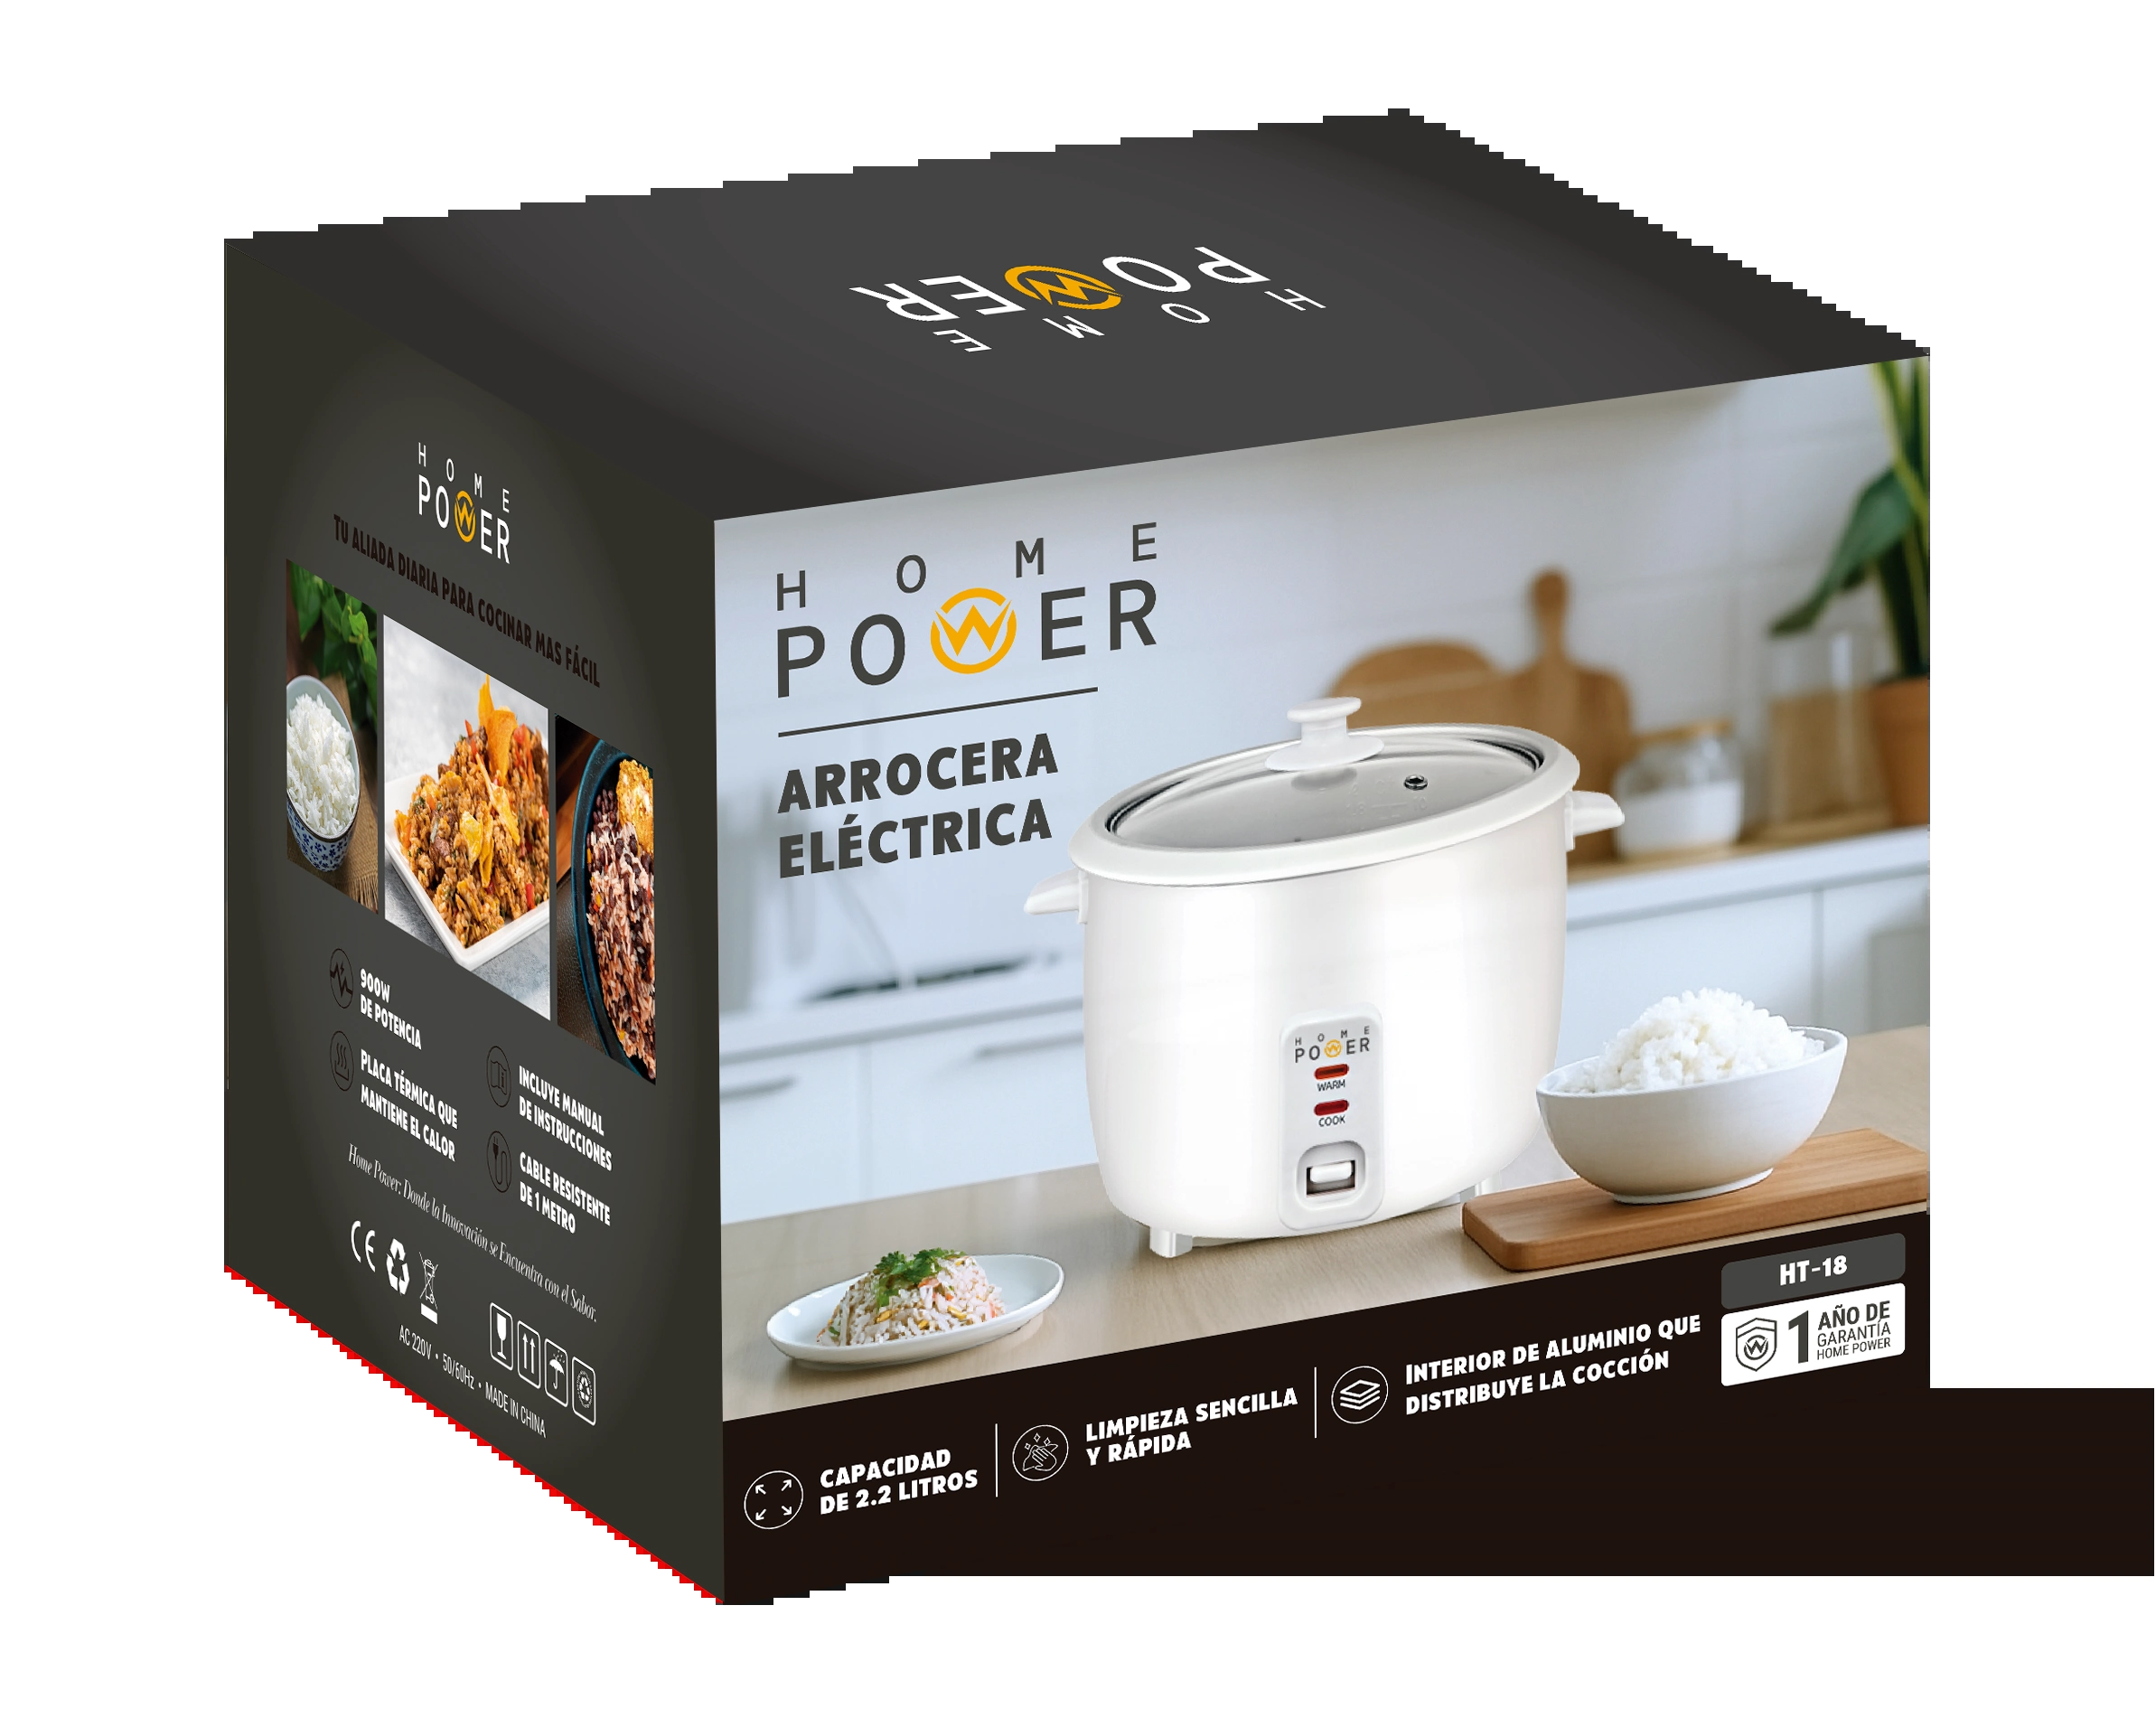 HOME
POWER
HOME
POWER
TU ALIADA DIARIA PARA COCINAR MAS FÁCIL
900W
DE POTENCIA
PLACA TÉRMICA QUE
MANTIENE EL CALOR
INCLUYE MANUAL
DE INSTRUCCIONES
CABLE RESISTENTE
DE 1 METRO
Home Power: Donde la Innovación se Encuentra con el Sabor.
CE
AC 220V • 50/60Hz • MADE IN CHINA
HOME
POWER
ARROCERA
ELÉCTRICA
HOME
POWER
WARM
COOK
HT-18
1 AÑO DE
GARANTÍA
HOME POWER
CAPACIDAD
DE 2.2 LITROS
LIMPIEZA SENCILLA
Y RÁPIDA
INTERIOR DE ALUMINIO QUE
DISTRIBUYE LA COCCIÓN